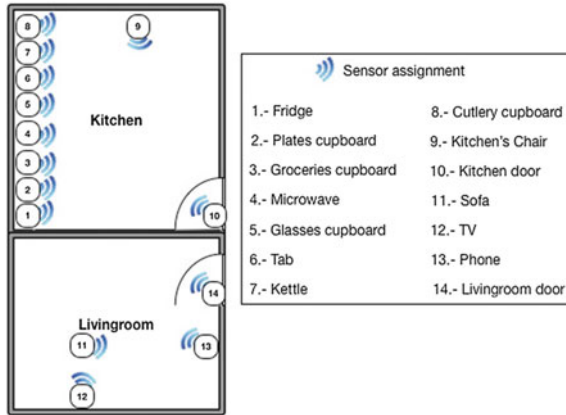 8
9
7
6
5
4
Kitchen
3
2
1
10
14
Livingroom
11
13
12
Sensor assignment
1.- Fridge
2.- Plates cupboard
3.- Groceries cupboard
4.- Microwave
5.- Glasses cupboard
6.- Tab
7.- Kettle
8.- Cutlery cupboard
9.- Kitchen's Chair
10.- Kitchen door
11.- Sofa
12.- TV
13.- Phone
14.- Livingroom door